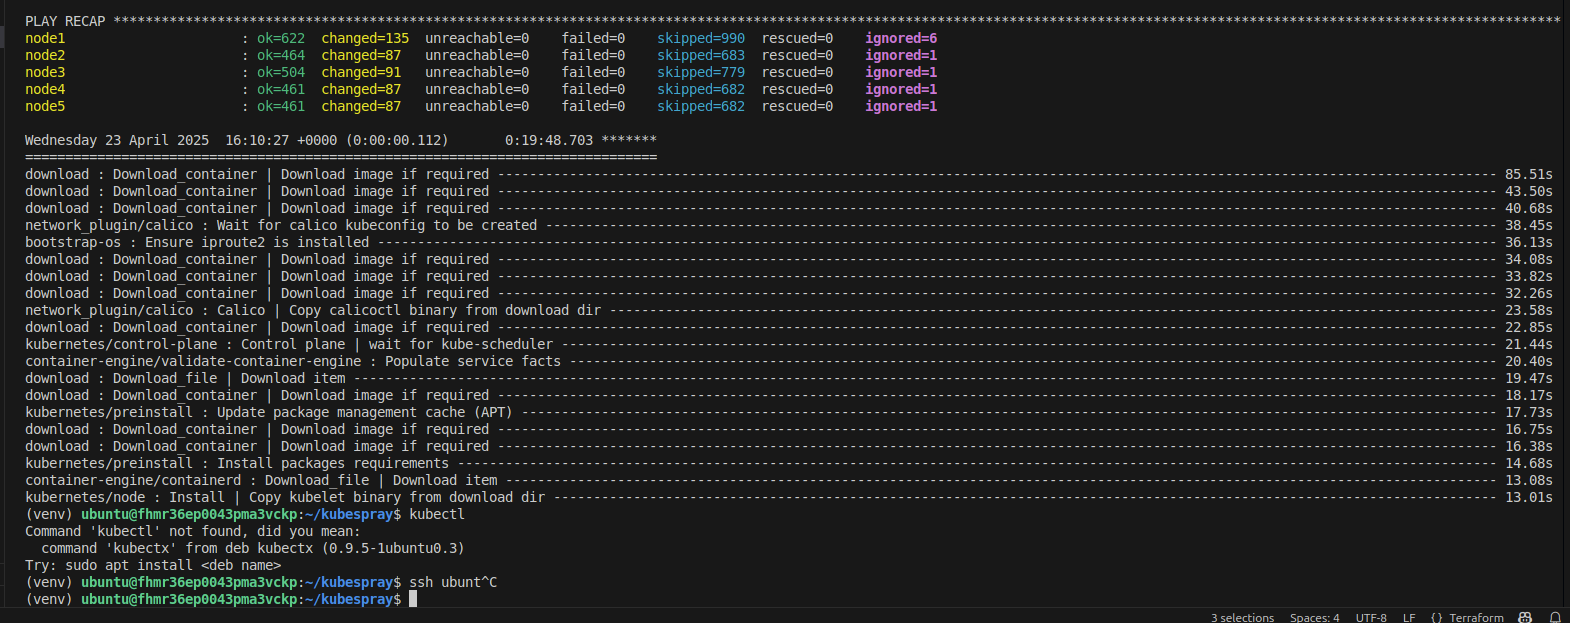 PLAY RECAP *********************************************************************************************************************************************************************************
node1                      : ok=622  changed=135  unreachable=0    failed=0    skipped=990  rescued=0    ignored=6
node2                      : ok=464  changed=87   unreachable=0    failed=0    skipped=683  rescued=0    ignored=1
node3                      : ok=504  changed=91   unreachable=0    failed=0    skipped=779  rescued=0    ignored=1
node4                      : ok=461  changed=87   unreachable=0    failed=0    skipped=682  rescued=0    ignored=1
node5                      : ok=461  changed=87   unreachable=0    failed=0    skipped=682  rescued=0    ignored=1
Wednesday 23 April 2025  16:10:27 +0000 (0:00:00.112)       0:19:48.703 *******
===============================================================================
download : Download_container | Download image if required ----------------------------------------------------------------------------------------------------------------------------- 85.51s
download : Download_container | Download image if required ----------------------------------------------------------------------------------------------------------------------------- 43.50s
download : Download_container | Download image if required ----------------------------------------------------------------------------------------------------------------------------- 40.68s
network_plugin/calico : Wait for calico kubeconfig to be created ----------------------------------------------------------------------------------------------------------------------- 38.45s
bootstrap-os : Ensure iproute2 is installed -------------------------------------------------------------------------------------------------------------------------------------------- 36.13s
download : Download_container | Download image if required ----------------------------------------------------------------------------------------------------------------------------- 34.08s
download : Download_container | Download image if required ----------------------------------------------------------------------------------------------------------------------------- 33.82s
download : Download_container | Download image if required ----------------------------------------------------------------------------------------------------------------------------- 32.26s
network_plugin/calico : Calico | Copy calicoctl binary from download dir --------------------------------------------------------------------------------------------------------------- 23.58s
download : Download_container | Download image if required ----------------------------------------------------------------------------------------------------------------------------- 22.85s
kubernetes/control-plane : Control plane | wait for kube-scheduler --------------------------------------------------------------------------------------------------------------------- 21.44s
container-engine/validate-container-engine : Populate service facts -------------------------------------------------------------------------------------------------------------------- 20.40s
download : Download_file | Download item ----------------------------------------------------------------------------------------------------------------------------------------------- 19.47s
download : Download_container | Download image if required ----------------------------------------------------------------------------------------------------------------------------- 18.17s
kubernetes/preinstall : Update package management cache (APT) -------------------------------------------------------------------------------------------------------------------------- 17.73s
download : Download_container | Download image if required ----------------------------------------------------------------------------------------------------------------------------- 16.75s
download : Download_container | Download image if required ----------------------------------------------------------------------------------------------------------------------------- 16.38s
kubernetes/preinstall : Install packages requirements ---------------------------------------------------------------------------------------------------------------------------------- 14.68s
container-engine/containerd : Download_file | Download item ---------------------------------------------------------------------------------------------------------------------------- 13.08s
kubernetes/node : Install | Copy kubelet binary from download dir ---------------------------------------------------------------------------------------------------------------------- 13.01s
(venv) ubuntu@fhmr36ep0043pma3vckp:~/kubespray$ kubectl
Command 'kubectl' not found, did you mean:
  command 'kubectx' from deb kubectx (0.9.5-1ubuntu0.3)
Try: sudo apt install <deb name>
(venv) ubuntu@fhmr36ep0043pma3vckp:~/kubespray$ ssh ubunt^C
(venv) ubuntu@fhmr36ep0043pma3vckp:~/kubespray$
3 selections  Spaces: 4  UTF-8  LF  {} Terraform